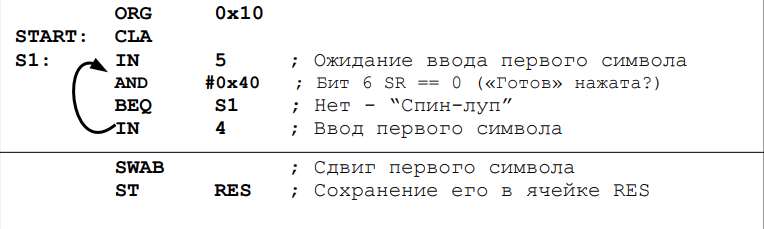 ORG 0x10
START: CLA
S1: IN 5 ; Ожидание ввода первого символа
AND #0x40 ; Бит 6 SR == 0 («Готов» нажата?)
BEQ S1 ; Нет - “Спин-луп”
IN 4 ; Ввод первого символа
SWAB ; Сдвиг первого символа
ST RES ; Сохранение его в ячейке RES